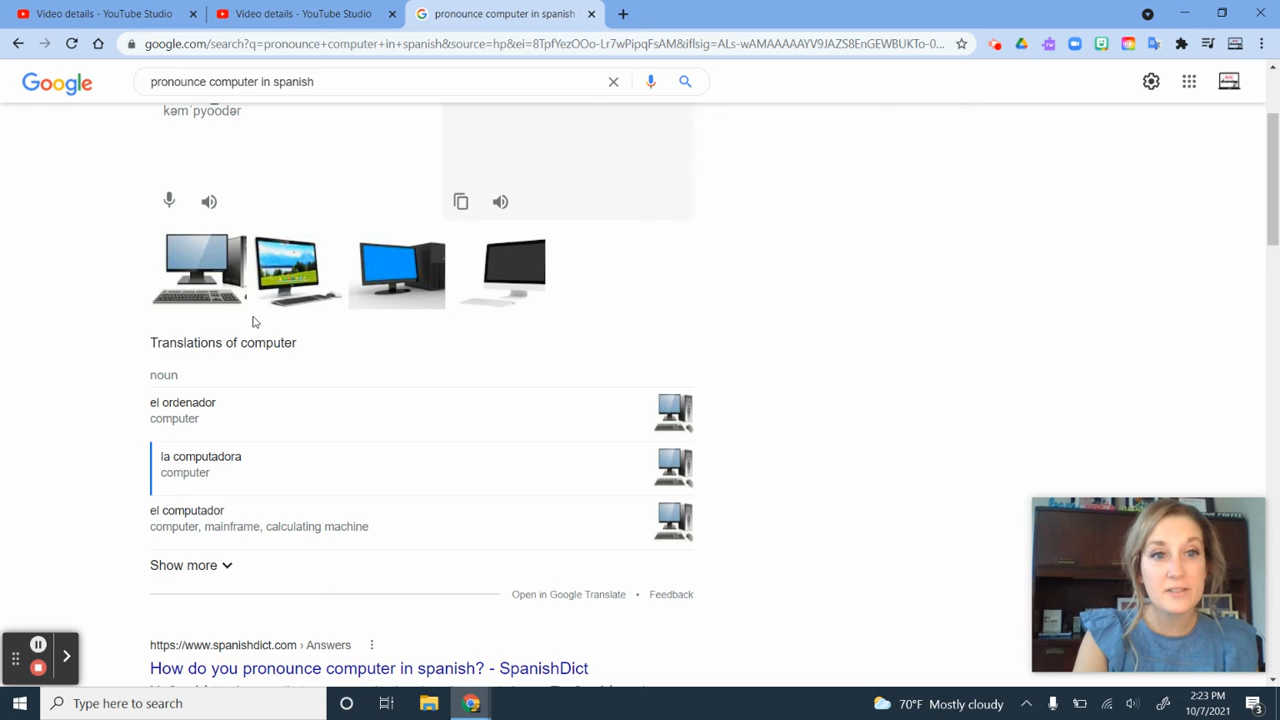 Video details - YouTube Studio
Video details - YouTube Studio
pronounce computer in spanish
google.com/search?q=pronounce+computer+in+spanish&source=hp&ei=8TpfYezOOo-Lr7wPipqFsAM&iflsig=ALs-wAMAAAAAYV9JAZS8EnGEWBUKTo-0...
Google
pronounce computer in spanish
kəmˈpyo͞odər
Translations of computer
noun
el ordenador
computer
la computadora
computer
el computador
computer, mainframe, calculating machine
Show more
Open in Google Translate • Feedback
https://www.spanishdict.com › Answers
How do you pronounce computer in spanish? - SpanishDict
Type here to search
70°F Mostly cloudy
2:23 PM
10/7/2021
3